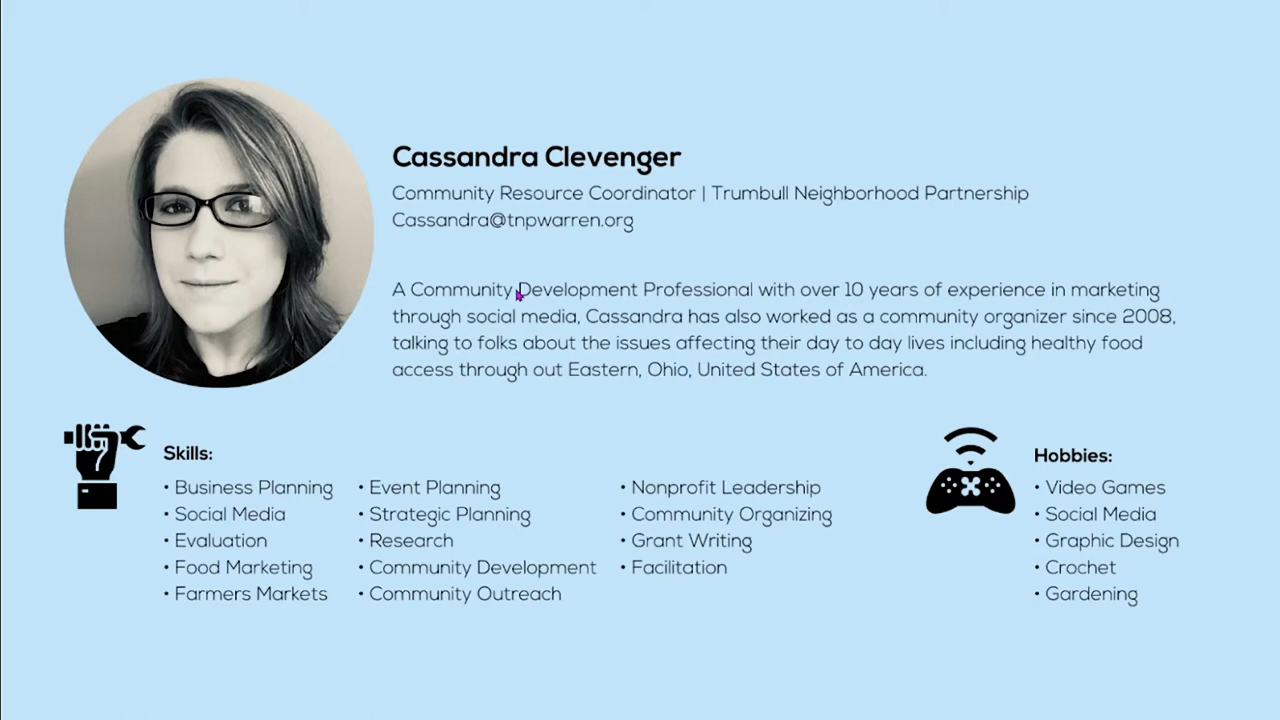 Cassandra Clevenger
Community Resource Coordinator | Trumbull Neighborhood Partnership
Cassandra@tnpwarren.org
A Community Development Professional with over 10 years of experience in marketing
through social media, Cassandra has also worked as a community organizer since 2008,
talking to folks about the issues affecting their day to day lives including healthy food
access through out Eastern, Ohio, United States of America.
Skills:
• Business Planning
• Social Media
• Evaluation
• Food Marketing
• Farmers Markets
• Event Planning
• Strategic Planning
• Research
• Community Development
• Community Outreach
• Nonprofit Leadership
• Community Organizing
• Grant Writing
• Facilitation
Hobbies:
• Video Games
• Social Media
• Graphic Design
• Crochet
• Gardening